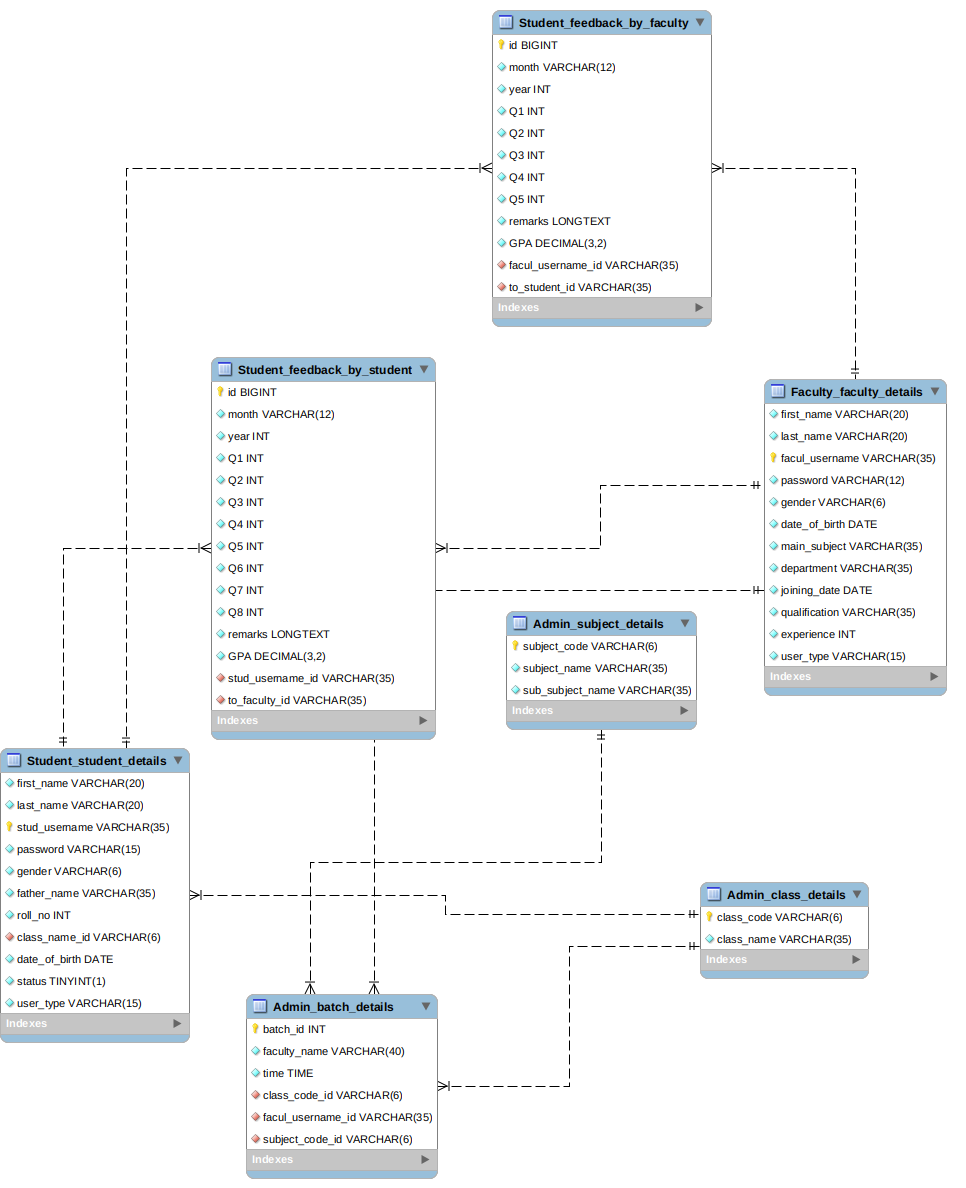 Student_feedback_by_faculty
id BIGINT
month VARCHAR(12)
year INT
Q1 INT
Q2 INT
Q3 INT
Q4 INT
Q5 INT
remarks LONGTEXT
GPA DECIMAL(3,2)
facul_username_id VARCHAR(35)
to_student_id VARCHAR(35)
Indexes
Student_feedback_by_student
id BIGINT
month VARCHAR(12)
year INT
Q1 INT
Q2 INT
Q3 INT
Q4 INT
Q5 INT
Q6 INT
Q7 INT
Q8 INT
remarks LONGTEXT
GPA DECIMAL(3,2)
stud_username_id VARCHAR(35)
to_faculty_id VARCHAR(35)
Indexes
Faculty_faculty_details
first_name VARCHAR(20)
last_name VARCHAR(20)
facul_username VARCHAR(35)
password VARCHAR(12)
gender VARCHAR(6)
date_of_birth DATE
main_subject VARCHAR(35)
department VARCHAR(35)
joining_date DATE
qualification VARCHAR(35)
experience INT
user_type VARCHAR(15)
Indexes
Admin_subject_details
subject_code VARCHAR(6)
subject_name VARCHAR(35)
sub_subject_name VARCHAR(35)
Indexes
Student_student_details
first_name VARCHAR(20)
last_name VARCHAR(20)
stud_username VARCHAR(35)
password VARCHAR(15)
gender VARCHAR(6)
father_name VARCHAR(35)
roll_no INT
class_name_id VARCHAR(6)
date_of_birth DATE
status TINYINT(1)
user_type VARCHAR(15)
Indexes
Admin_class_details
class_code VARCHAR(6)
class_name VARCHAR(35)
Indexes
Admin_batch_details
batch_id INT
faculty_name VARCHAR(40)
time TIME
class_code_id VARCHAR(6)
facul_username_id VARCHAR(35)
subject_code_id VARCHAR(6)
Indexes